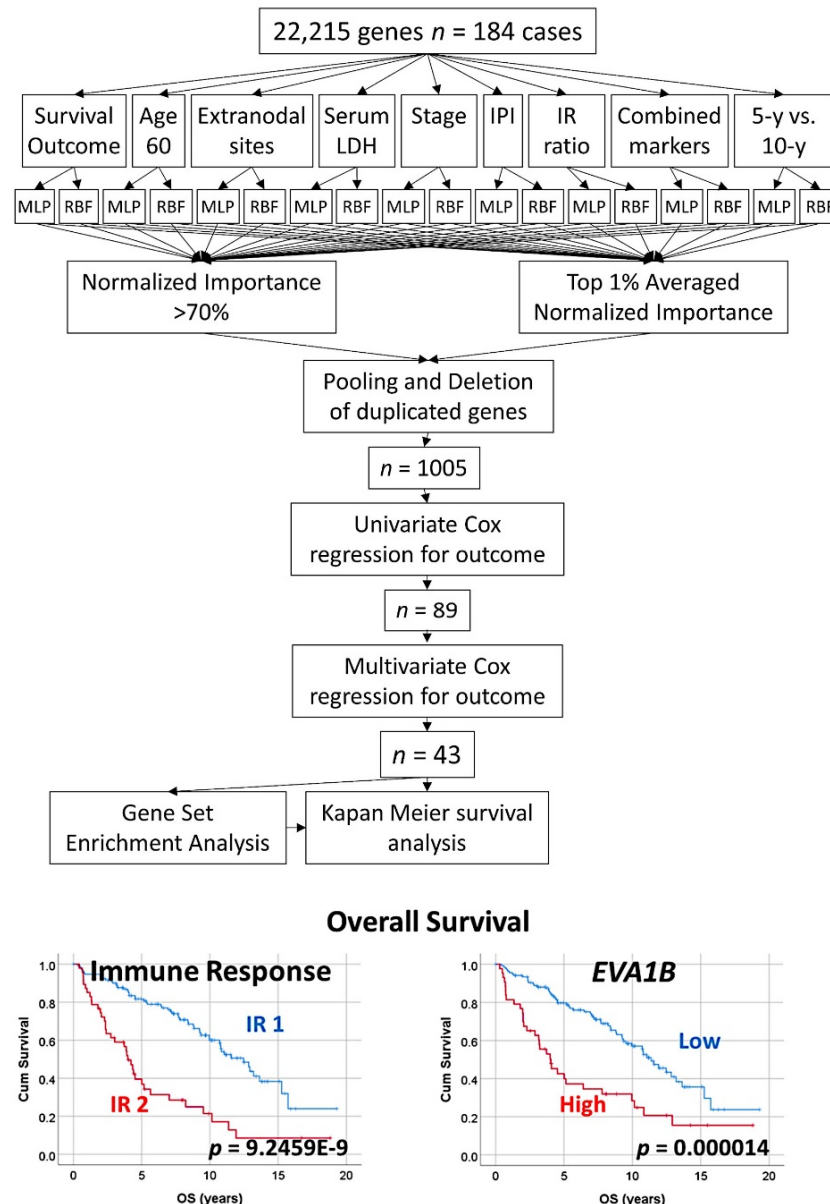 22,215 genes n = 184 cases
Survival
Outcome
Age
60
Extranodal
sites
Serum
LDH
Stage
IPI
IR
ratio
Combined
markers
5-y vs.
10-y
MLP RBF MLP RBF MLP RBF MLP RBF MLP RBF MLP RBF MLP RBF MLP RBF MLP RBF
Normalized Importance
>70%
Top 1% Averaged
Normalized Importance
Pooling and Deletion
of duplicated genes
n = 1005
Univariate Cox
regression for outcome
n = 89
Multivariate Cox
regression for outcome
n = 43
Gene Set
Enrichment Analysis
Kapan Meier survival
analysis
Overall Survival
Immune Response
IR 1
IR 2
p = 9.2459E-9
Cum Survival
1.0
0.8
0.6
0.4
0.2
0.0
0 5 10 15 20
OS (years)
EVA1B
Low
High
p = 0.000014
Cum Survival
1.0
0.8
0.6
0.4
0.2
0.0
0 5 10 15 20
OS (years)